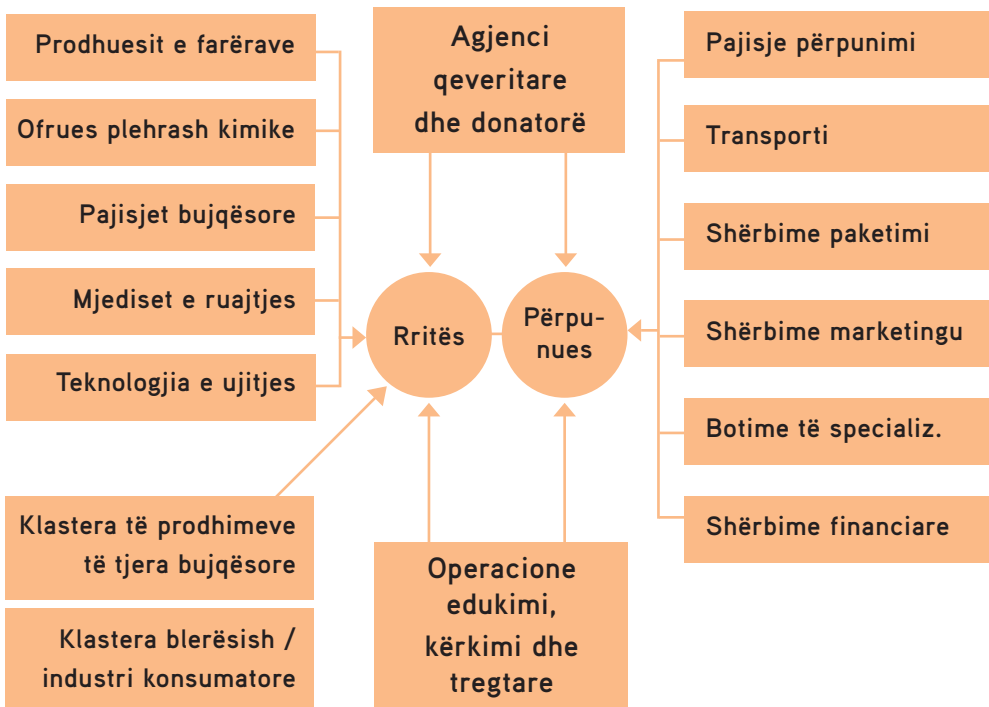 Prodhuesit e farërave
Ofrues plehrash kimike
Pajisjet bujqësore
Mjediset e ruajtjes
Teknologjia e ujitjes
Klastera të prodhimeve
të tjera bujqësore
Klastera blerësish /
industri konsumatore
Agjenci
qeveritare
dhe donatorë
Rritës
Përpu-
nues
Operacione
edukimi,
kërkimi dhe
tregtare
Pajisje përpunimi
Transporti
Shërbime paketimi
Shërbime marketingu
Botime të specializ.
Shërbime financiare